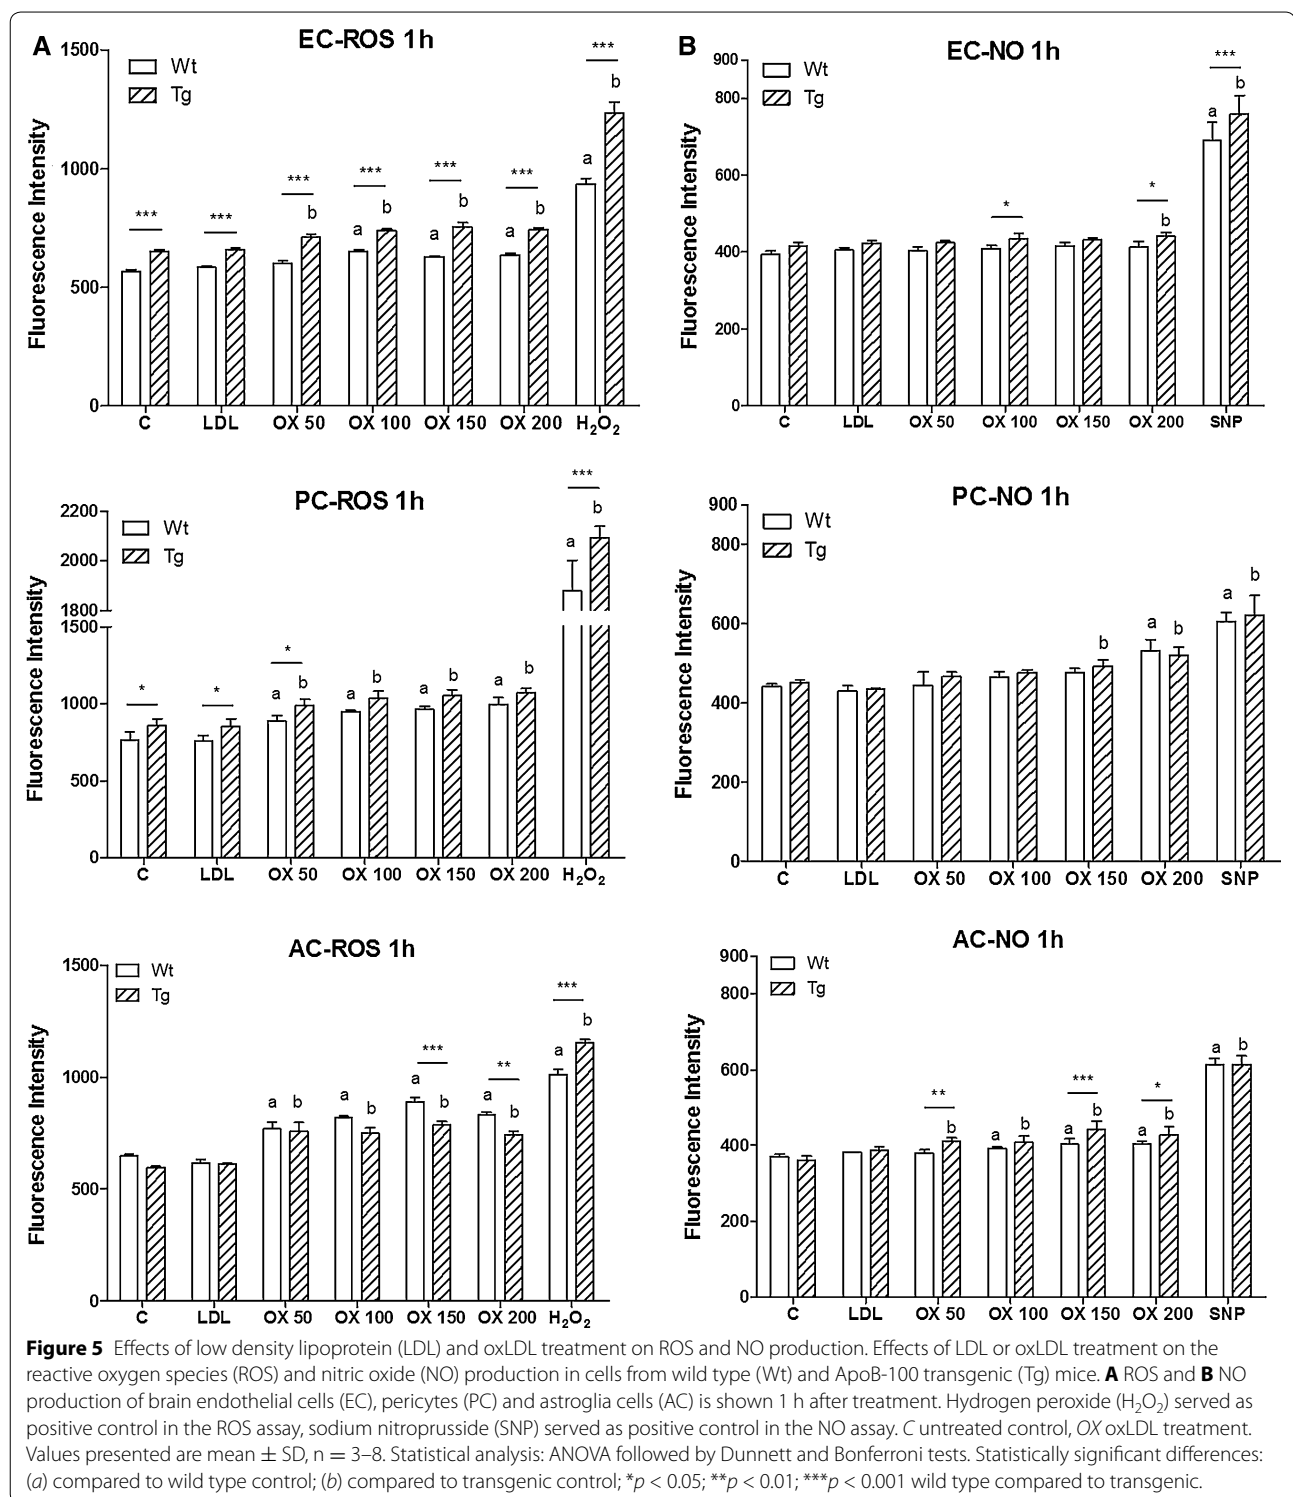 A
EC-ROS 1h
Fluorescence Intensity
1500
1000
500
0
Wt
Tg
***
***
***
b
***
a
b
***
a
b
***
a
b
***
a
b
C
LDL
OX 50
OX 100
OX 150
OX 200
H₂O₂
B
EC-NO 1h
Fluorescence Intensity
900
800
600
400
200
0
Wt
Tg
*
*
b
***
a
b
C
LDL
OX 50
OX 100
OX 150
OX 200
SNP
PC-ROS 1h
Fluorescence Intensity
2200
2000
1800
1500
1000
500
0
Wt
Tg
*
*
*
a
b
a
b
a
b
a
b
***
a
b
C
LDL
OX 50
OX 100
OX 150
OX 200
H₂O₂
PC-NO 1h
Fluorescence Intensity
900
800
600
400
200
0
Wt
Tg
b
a
b
a
b
C
LDL
OX 50
OX 100
OX 150
OX 200
SNP
AC-ROS 1h
Fluorescence Intensity
1500
1000
500
0
Wt
Tg
a
b
a
b
***
a
b
**
a
b
***
a
b
C
LDL
OX 50
OX 100
OX 150
OX 200
H₂O₂
AC-NO 1h
Fluorescence Intensity
900
800
600
400
200
0
Wt
Tg
**
b
a
b
***
a
b
*
a
b
a
b
C
LDL
OX 50
OX 100
OX 150
OX 200
SNP
Figure 5 Effects of low density lipoprotein (LDL) and oxLDL treatment on ROS and NO production. Effects of LDL or oxLDL treatment on the
reactive oxygen species (ROS) and nitric oxide (NO) production in cells from wild type (Wt) and ApoB-100 transgenic (Tg) mice. A ROS and B NO
production of brain endothelial cells (EC), pericytes (PC) and astroglia cells (AC) is shown 1 h after treatment. Hydrogen peroxide (H₂O₂) served as
positive control in the ROS assay, sodium nitroprusside (SNP) served as positive control in the NO assay. C untreated control, OX oxLDL treatment.
Values presented are mean ± SD, n = 3–8. Statistical analysis: ANOVA followed by Dunnett and Bonferroni tests. Statistically significant differences:
(a) compared to wild type control; (b) compared to transgenic control; *p < 0.05; **p < 0.01; ***p < 0.001 wild type compared to transgenic.